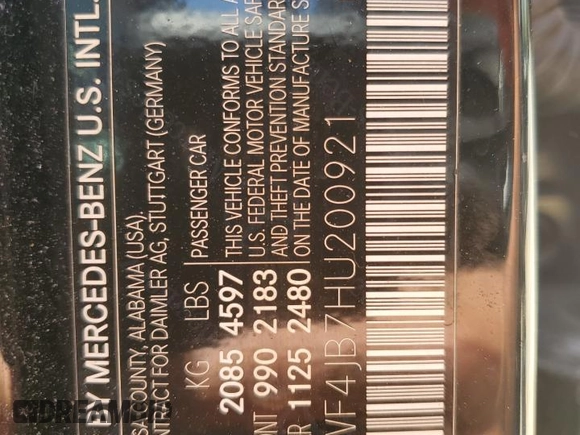 BY MERCEDES-BENZ U.S. INTL.
SA COUNTY, ALABAMA (USA),
CONTRACT FOR DAIMLER AG, STUTTGART (GERMANY)
KG LBS PASSENGER CAR
2085 4597 THIS VEHICLE CONFORMS TO ALL A
990 2183 U.S. FEDERAL MOTOR VEHICLE SAF
AND THEFT PREVENTION STANDAR
1125 2480 ON THE DATE OF MANUFACTURE S
VF4JB7HU200921